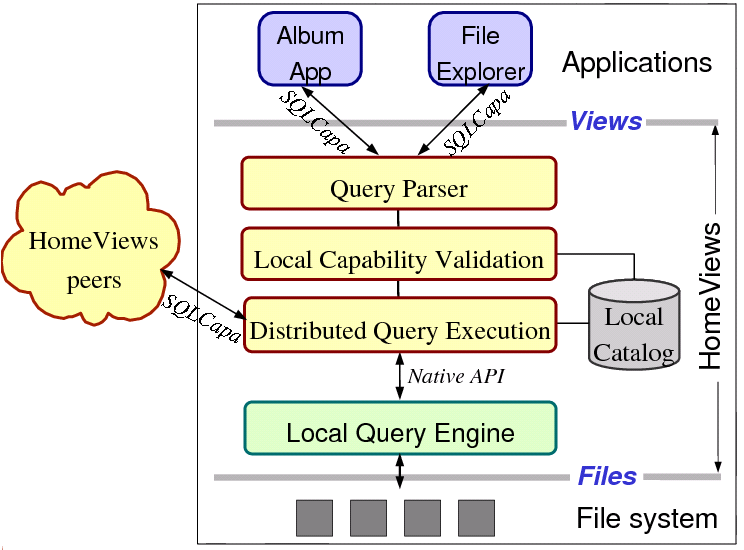 Album
App
File
Explorer
Applications
SQLCapa
SQLCapa
Views
Query Parser
HomeViews
peers
Local Capability Validation
SQLCapa
Distributed Query Execution
Local
Catalog
HomeViews
Native API
Local Query Engine
Files
File system